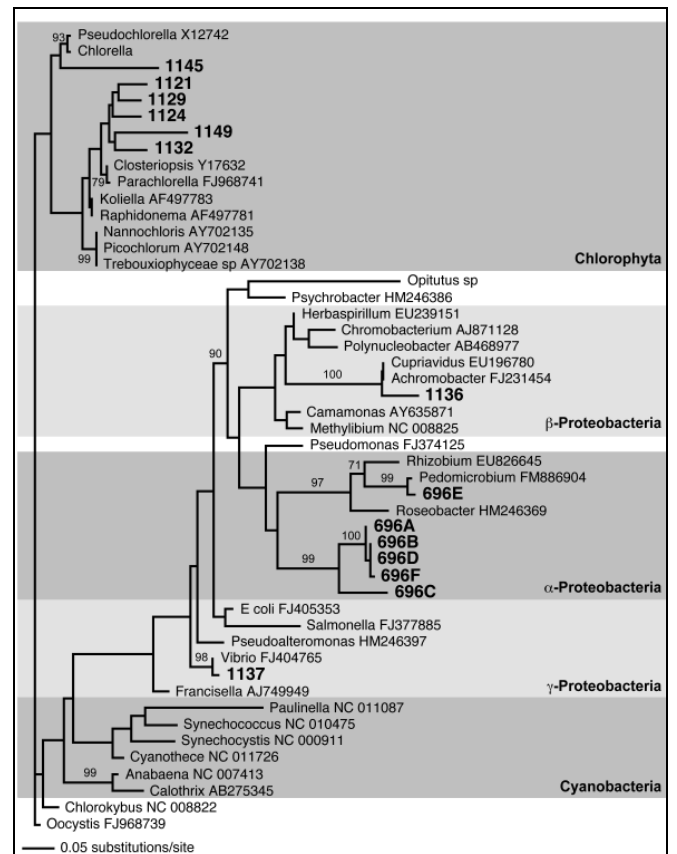 93
Pseudochlorella X12742
Chlorella
1145
1121
1129
1124
1149
1132
Closteriopsis Y17632
79
Parachlorella FJ968741
Koliella AF497783
Raphidonema AF497781
Nannochloris AY702135
Picochlorum AY702148
99
Trebouxiophyceae sp AY702138
Chlorophyta
Opitutus sp
Psychrobacter HM246386
Herbaspirillum EU239151
Chromobacterium AJ871128
Polynucleobacter AB468977
90
Cupriavidus EU196780
100
Achromobacter FJ231454
1136
Camamonas AY635871
Methylibium NC 008825
β-Proteobacteria
Pseudomonas FJ374125
71
Rhizobium EU826645
97
99
Pedomicrobium FM886904
696E
Roseobacter HM246369
696A
100
696B
99
696D
696F
696C
α-Proteobacteria
E coli FJ405353
Salmonella FJ377885
Pseudoalteromonas HM246397
98
Vibrio FJ404765
1137
Francisella AJ749949
γ-Proteobacteria
Paulinella NC 011087
Synechococcus NC 010475
Synechocystis NC 000911
Cyanothece NC 011726
99
Anabaena NC 007413
Calothrix AB275345
Cyanobacteria
Chlorokybus NC 008822
Oocystis FJ968739
0.05 substitutions/site